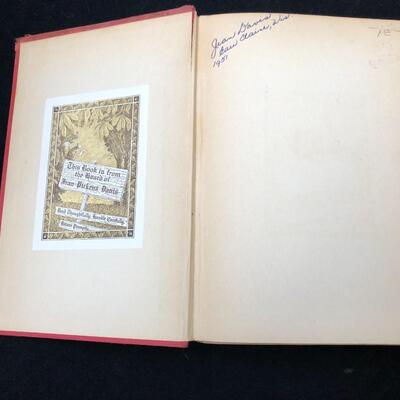 This Book is from
the Hoard of
Jean Pickens Davis
Read Thoughtfully, Handle Carefully,
Return Promptly.
Jean Davis
Eau Claire, Wis
1951